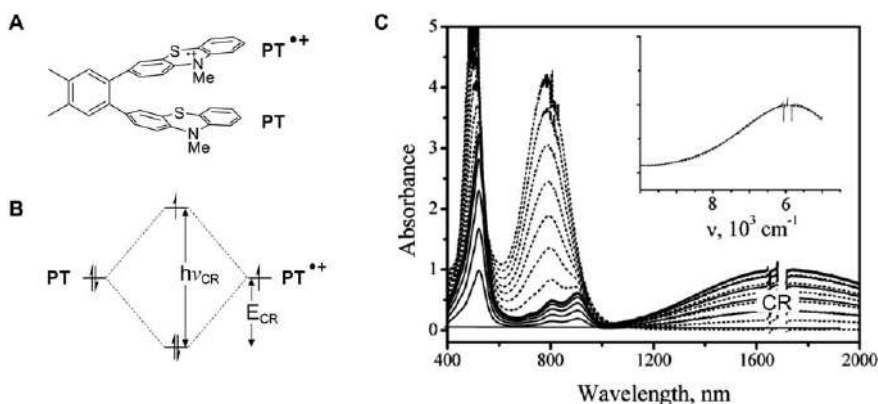 A
S
N
Me
PT•+
S
N
Me
PT
B
PT
hνCR
ECR
PT•+
C
Absorbance
5
4
3
2
1
0
400
800
1200
1600
2000
Wavelength, nm
CR
8
6
ν, 10³ cm⁻¹